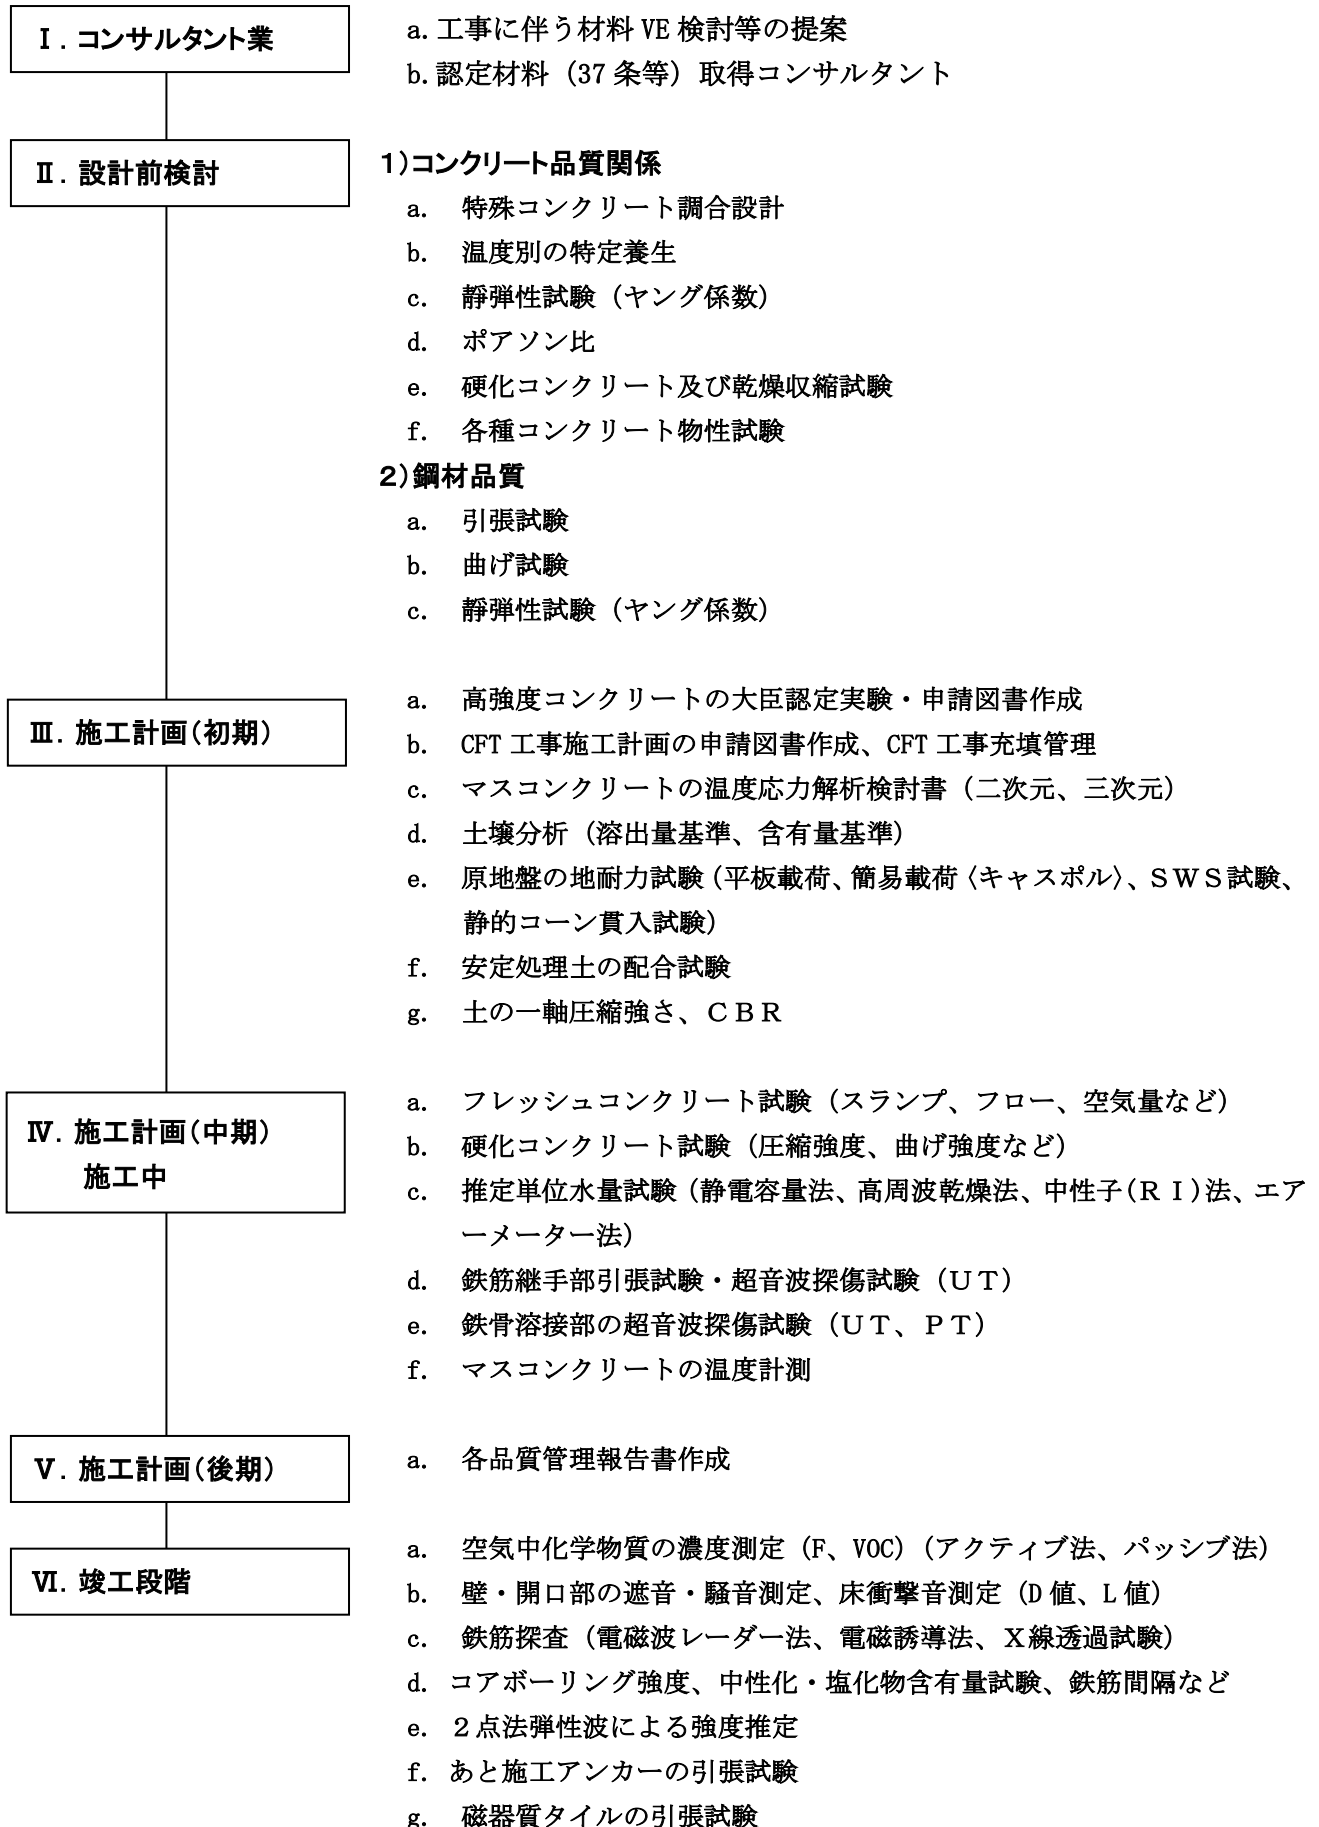 Ⅰ．コンサルタント業
a.工事に伴う材料 VE 検討等の提案
b.認定材料（37 条等）取得コンサルタント
Ⅱ．設計前検討
1)コンクリート品質関係
a. 特殊コンクリート調合設計
b. 温度別の特定養生
c. 靜弾性試験（ヤング係数）
d. ポアソン比
e. 硬化コンクリート及び乾燥収縮試験
f. 各種コンクリート物性試験
2)鋼材品質
a. 引張試験
b. 曲げ試験
c. 靜弾性試験（ヤング係数）
Ⅲ．施工計画（初期）
a. 高強度コンクリートの大臣認定実験・申請図書作成
b. CFT 工事施工計画の申請図書作成、CFT 工事充填管理
c. マスコンクリートの温度応力解析検討書（二次元、三次元）
d. 土壌分析（溶出量基準、含有量基準）
e. 原地盤の地耐力試験（平板載荷、簡易載荷〈キャスポル〉、ＳＷＳ試験、
静的コーン貫入試験）
f. 安定処理土の配合試験
g. 土の一軸圧縮強さ、ＣＢＲ
Ⅳ．施工計画（中期）
施工中
a. フレッシュコンクリート試験（スランプ、フロー、空気量など）
b. 硬化コンクリート試験（圧縮強度、曲げ強度など）
c. 推定単位水量試験（静電容量法、高周波乾燥法、中性子（ＲＩ）法、エア
ーメーター法）
d. 鉄筋継手部引張試験・超音波探傷試験（ＵＴ）
e. 鉄骨溶接部の超音波探傷試験（ＵＴ、ＰＴ）
f. マスコンクリートの温度計測
Ⅴ．施工計画（後期）
a. 各品質管理報告書作成
Ⅵ．竣工段階
a. 空気中化学物質の濃度測定（F、VOC）（アクティブ法、パッシブ法）
b. 壁・開口部の遮音・騒音測定、床衝撃音測定（D 値、L 値）
c. 鉄筋探査（電磁波レーダー法、電磁誘導法、Ｘ線透過試験）
d. コアボーリング強度、中性化・塩化物含有量試験、鉄筋間隔など
e. ２点法弾性波による強度推定
f. あと施工アンカーの引張試験
g. 磁器質タイルの引張試験